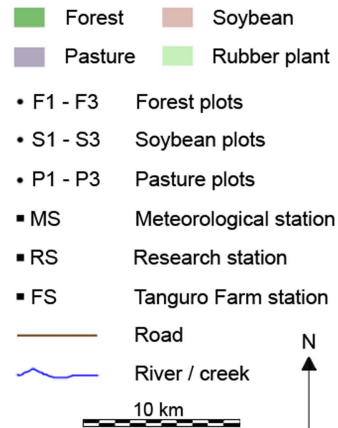 Forest Soybean
Pasture Rubber plant
F1 - F3 Forest plots
S1 - S3 Soybean plots
P1 - P3 Pasture plots
MS Meteorological station
RS Research station
FS Tanguro Farm station
Road
N
River / creek
10 km